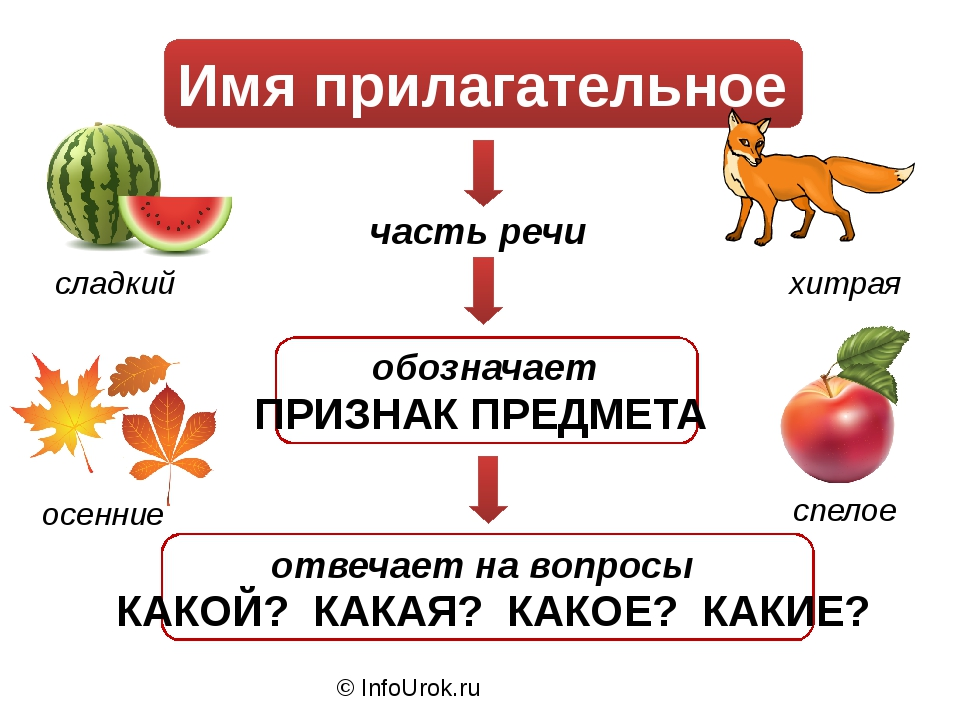 Имя прилагательное
часть речи
сладкий
хитрая
обозначает
ПРИЗНАК ПРЕДМЕТА
осенние
спелое
отвечает на вопросы
КАКОЙ? КАКАЯ? КАКОЕ? КАКИЕ?
© InfoUrok.ru